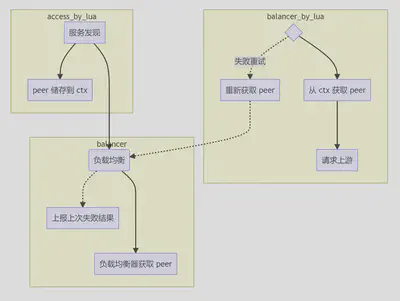 access_by_lua
服务发现
peer 储存到 ctx
balancer_by_lua
失败重试
重新获取 peer
从 ctx 获取 peer
请求上游
balancer
负载均衡
上报上次失败结果
负载均衡器获取 peer